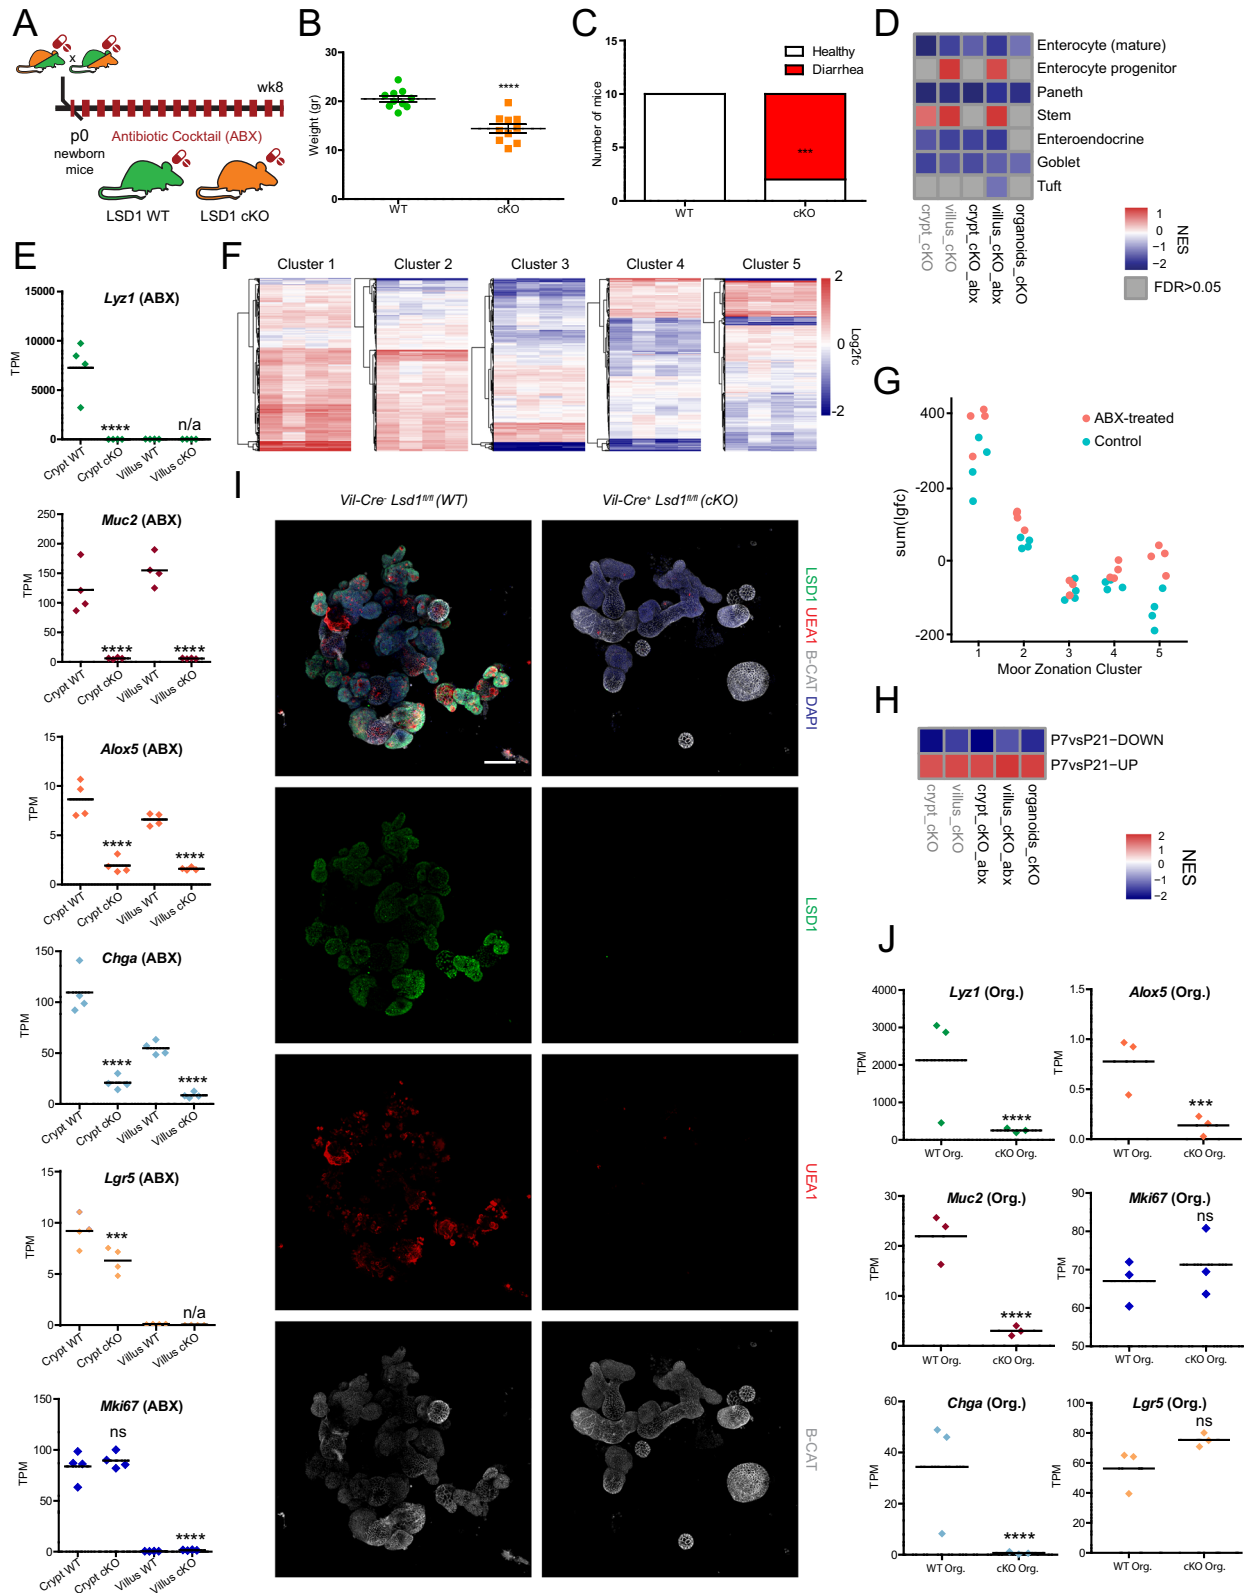 A
x
wk8
p0
newborn
mice
Antibiotic Cocktail (ABX)
LSD1 WT
LSD1 cKO
B
Weight (gr)
30
20
10
0
****
WT
cKO
C
Number of mice
15
10
5
0
Healthy
Diarrhea
***
WT
cKO
D
Enterocyte (mature)
Enterocyte progenitor
Paneth
Stem
Enteroendocrine
Goblet
Tuft
crypt_cKO
villus_cKO
crypt_cKO_abx
villus_cKO_abx
organoids_cKO
1
0
−1
−2
NES
FDR>0.05
E
Lyz1 (ABX)
TPM
15000
10000
5000
0
****
n/a
Crypt WT
Crypt cKO
Villus WT
Villus cKO
Muc2 (ABX)
TPM
250
200
150
100
50
0
****
****
Crypt WT
Crypt cKO
Villus WT
Villus cKO
Alox5 (ABX)
TPM
15
10
5
0
****
****
Crypt WT
Crypt cKO
Villus WT
Villus cKO
Chga (ABX)
TPM
150
100
50
0
****
****
Crypt WT
Crypt cKO
Villus WT
Villus cKO
Lgr5 (ABX)
TPM
15
10
5
0
***
n/a
Crypt WT
Crypt cKO
Villus WT
Villus cKO
Mki67 (ABX)
TPM
150
100
50
0
ns
****
Crypt WT
Crypt cKO
Villus WT
Villus cKO
F
Cluster 1
Cluster 2
Cluster 3
Cluster 4
Cluster 5
2
0
-2
Log2fc
G
sum(lgfc)
400
-200
0
-200
ABX-treated
Control
1
2
3
4
5
Moor Zonation Cluster
H
P7vsP21−DOWN
P7vsP21−UP
crypt_cKO
villus_cKO
crypt_cKO_abx
villus_cKO_abx
organoids_cKO
2
1
0
−1
−2
NES
I
Vil-Cre- Lsd1fl/fl (WT)
Vil-Cre+ Lsd1fl/fl (cKO)
LSD1 UEA1 B-CAT DAPI
LSD1
UEA1
B-CAT
J
Lyz1 (Org.)
TPM
4000
3000
2000
1000
0
****
WT Org.
cKO Org.
Alox5 (Org.)
TPM
1.5
1.0
0.5
0.0
***
WT Org.
cKO Org.
Muc2 (Org.)
TPM
30
20
10
0
****
WT Org.
cKO Org.
Mki67 (Org.)
TPM
90
80
70
60
50
ns
WT Org.
cKO Org.
Chga (Org.)
TPM
60
40
20
0
****
WT Org.
cKO Org.
Lgr5 (Org.)
TPM
100
80
60
40
20
0
ns
WT Org.
cKO Org.